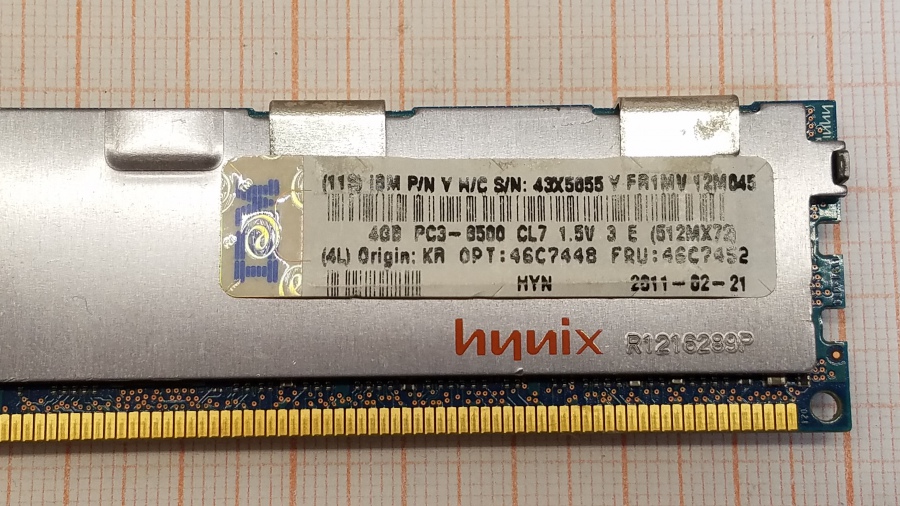 (11S) IBM P/N Y H/C S/N: 43X5055 Y FR1MV 12M045
4GB PC3-8500 CL7 1.5V 3 E (512MX72)
(4L) Origin: KR OPT:46C7448 FRU:46C7452
HYN 2011-02-21
IBM
hynix R1216289P
120